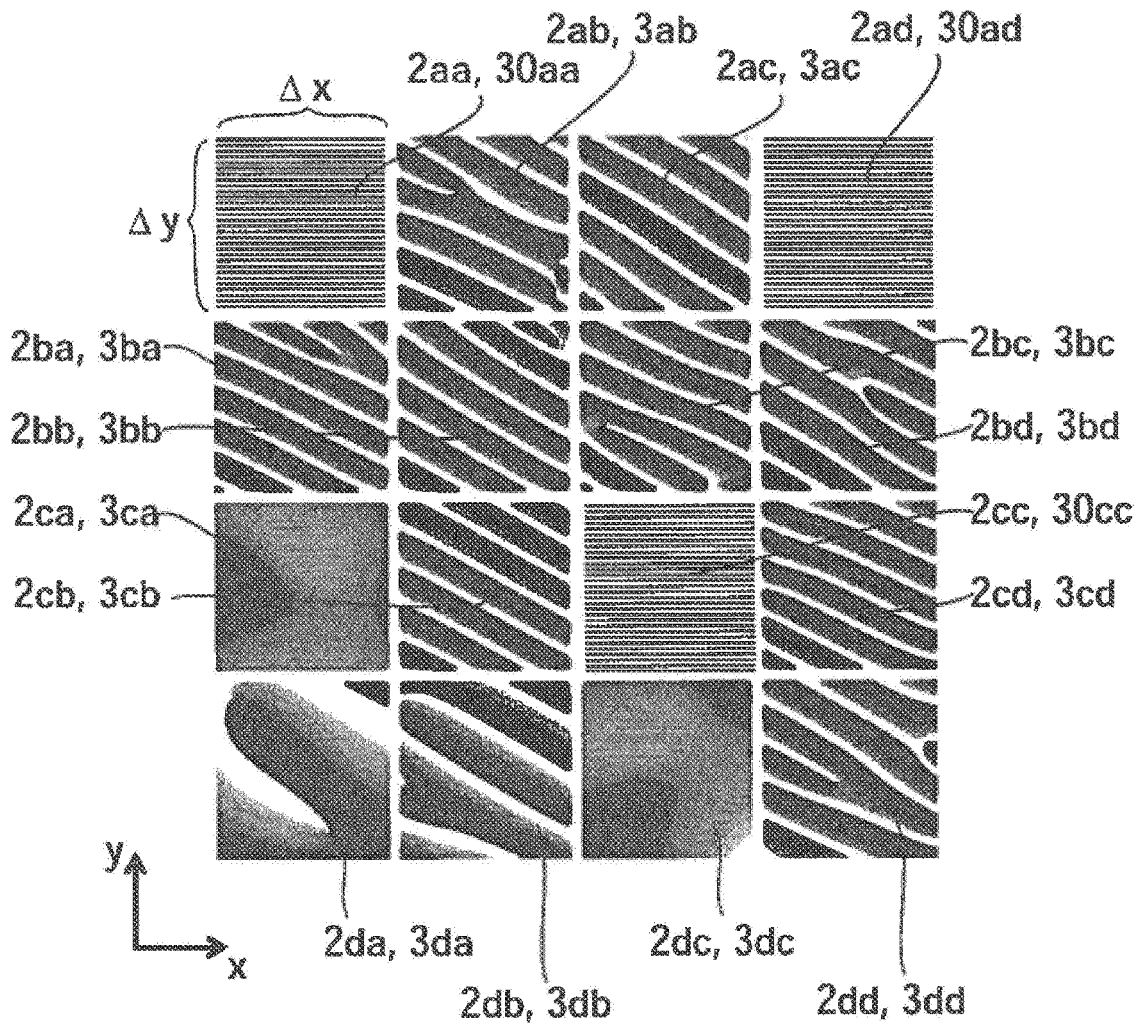 2ab, 3ab
2ad, 30ad
2aa, 30aa
2ac, 3ac
Δ x
Δ y
2ba, 3ba
2bc, 3bc
2bb, 3bb
2bd, 3bd
2ca, 3ca
2cc, 30cc
2cb, 3cb
2cd, 3cd
y
x
2da, 3da
2dc, 3dc
2db, 3db
2dd, 3dd